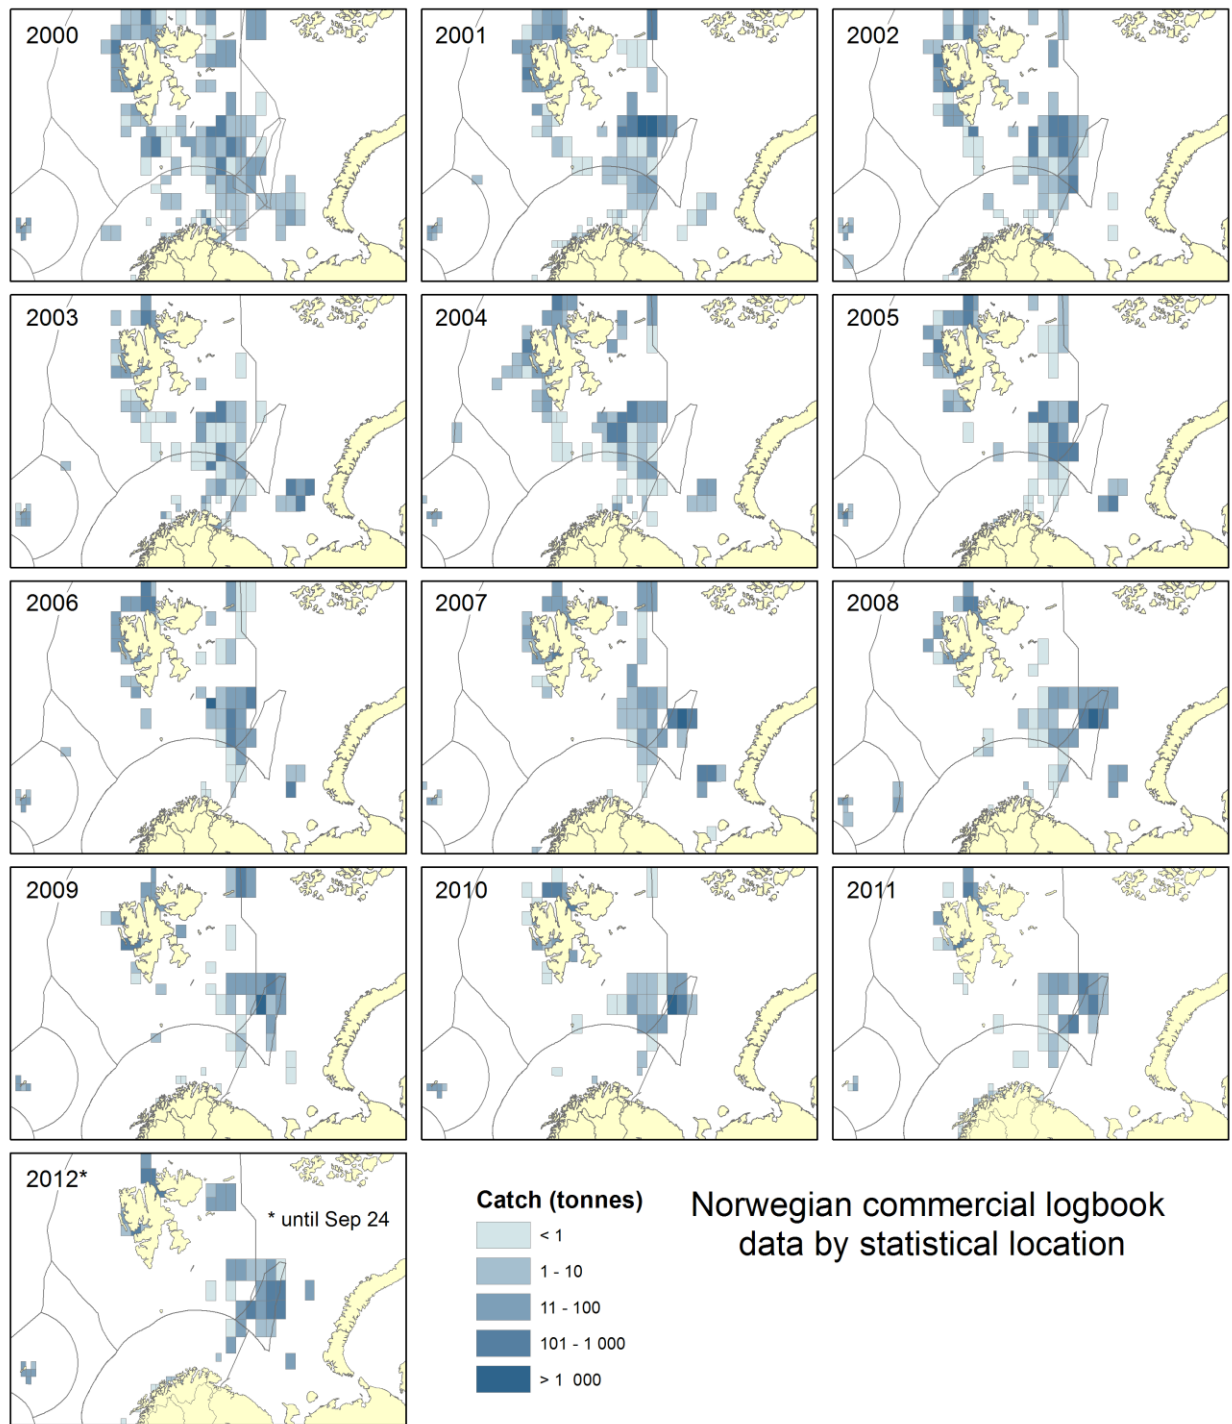 2000
2001
2002
2003
2004
2005
2006
2007
2008
2009
2010
2011
2012*
* until Sep 24
Catch (tonnes)
< 1
1 - 10
11 - 100
101 - 1 000
> 1 000
Norwegian commercial logbook
data by statistical location